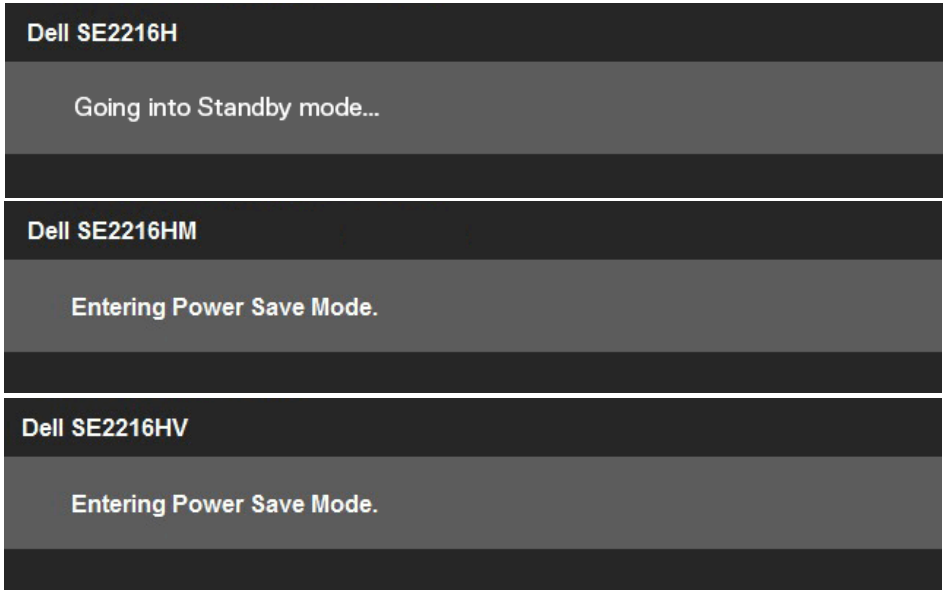 Dell SE2216H
Going into Standby mode...
Dell SE2216HM
Entering Power Save Mode.
Dell SE2216HV
Entering Power Save Mode.